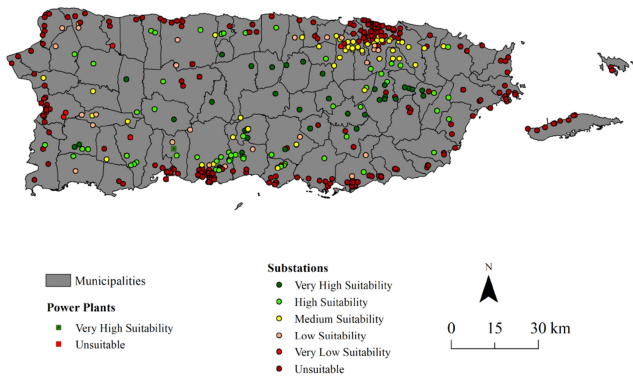 Municipalities
Power Plants
Very High Suitability
Unsuitable
Substations
Very High Suitability
High Suitability
Medium Suitability
Low Suitability
Very Low Suitability
Unsuitable
N
0 15 30 km